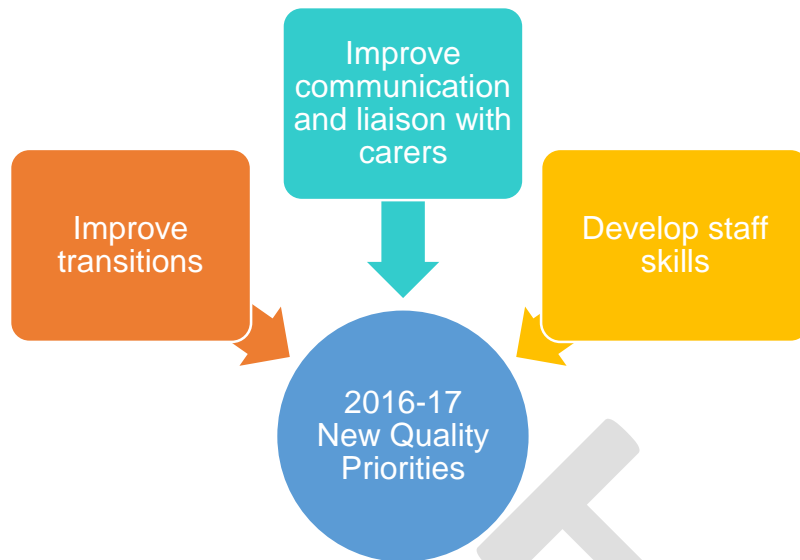 Improve
communication
and liaison with
carers
Improve
transitions
Develop staff
skills
2016-17
New Quality
Priorities